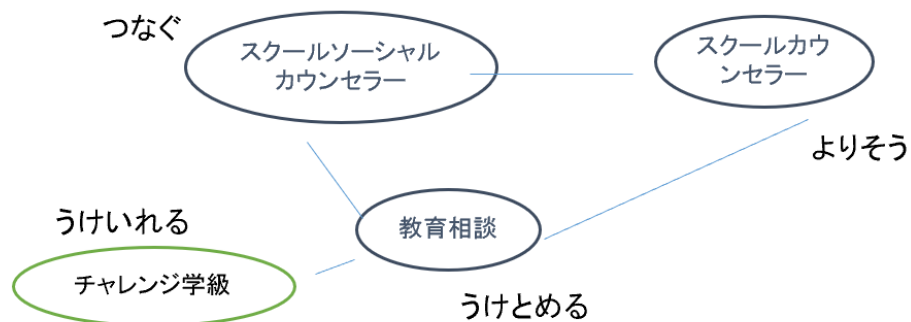 つなぐ
スクールソーシャル
カウンセラー
スクールカウ
ンセラー
よりそう
うけいれる
教育相談
チャレンジ学級
うけとめる